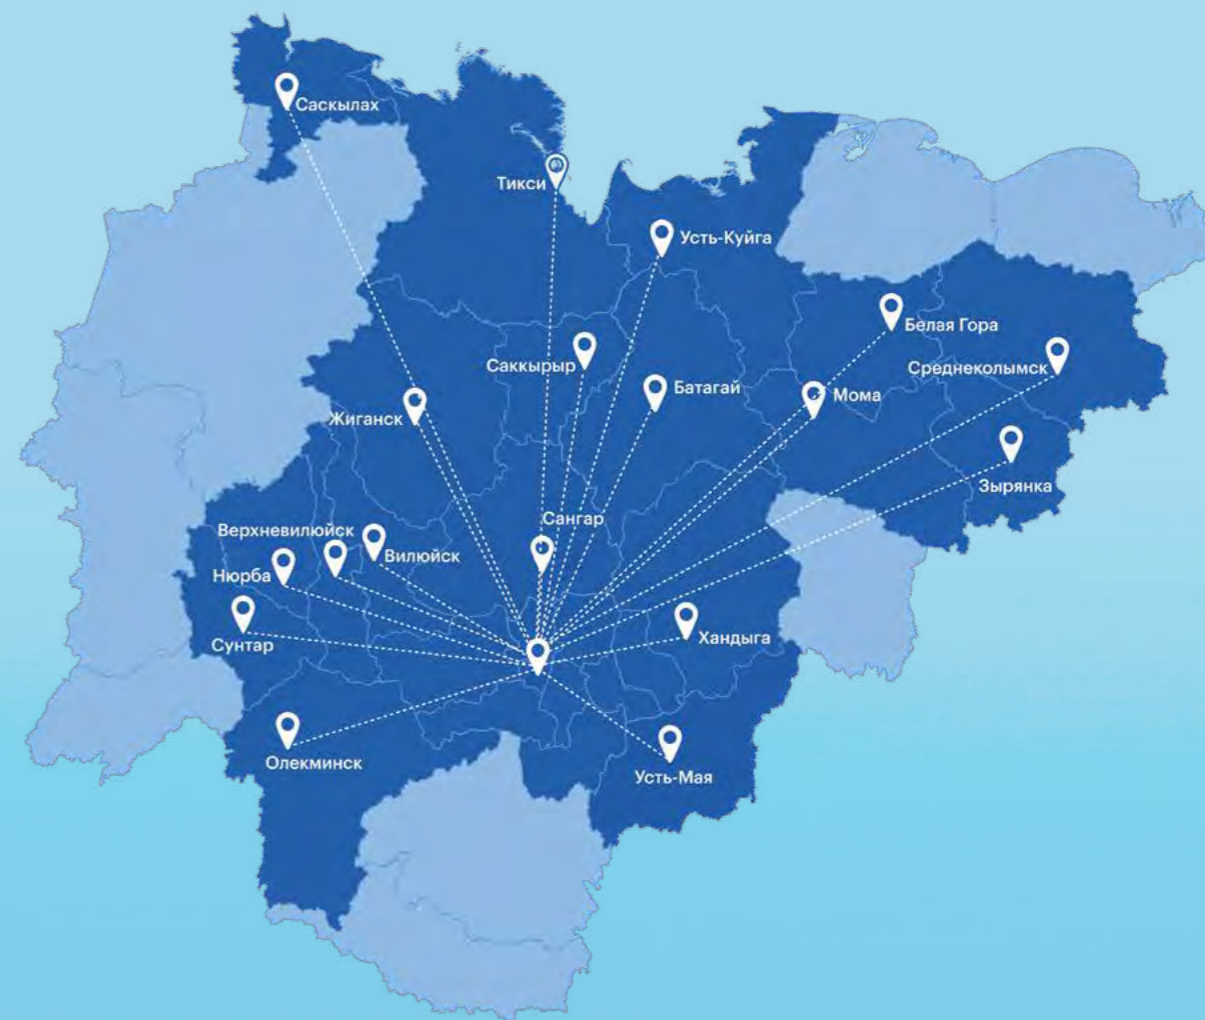 Саскылах
Тикси
Усть-Куйга
Белая Гора
Саккырыр
Среднеколымск
Батагай
Мома
Жиганск
Зырянка
Сангар
Верхневилюйск
Вилюйск
Нюрба
Хандыга
Сунтар
Олекминск
Усть-Мая